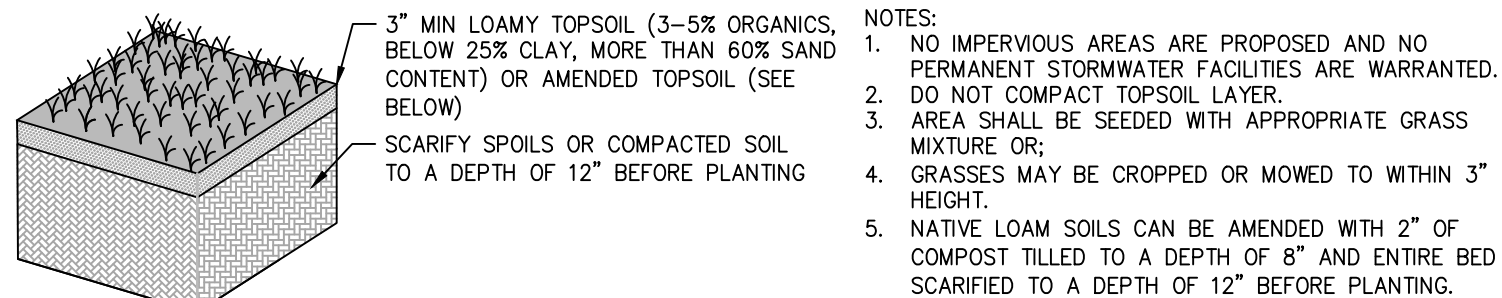 3” MIN LOAMY TOPSOIL (3–5% ORGANICS,
BELOW 25% CLAY, MORE THAN 60% SAND
CONTENT) OR AMENDED TOPSOIL (SEE
BELOW)
SCARIFY SPOILS OR COMPACTED SOIL
TO A DEPTH OF 12” BEFORE PLANTING
NOTES:
1. NO IMPERVIOUS AREAS ARE PROPOSED AND NO
PERMANENT STORMWATER FACILITIES ARE WARRANTED.
2. DO NOT COMPACT TOPSOIL LAYER.
3. AREA SHALL BE SEEDED WITH APPROPRIATE GRASS
MIXTURE OR;
4. GRASSES MAY BE CROPPED OR MOWED TO WITHIN 3”
HEIGHT.
5. NATIVE LOAM SOILS CAN BE AMENDED WITH 2” OF
COMPOST TILLED TO A DEPTH OF 8” AND ENTIRE BED
SCARIFIED TO A DEPTH OF 12” BEFORE PLANTING.